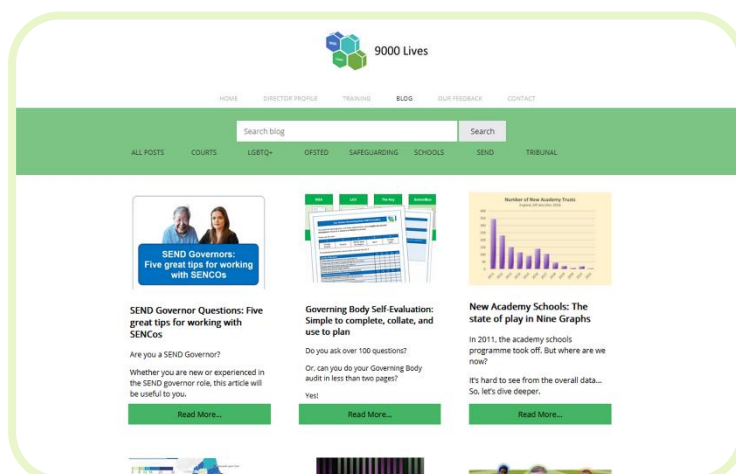 9000 Lives
HOME DIRECTOR PROFILE TRAINING BLOG OUR FEEDBACK CONTACT
Search blog Search
ALL POSTS COURTS LGBTQ+ OFSTED SAFEGUARDING SCHOOLS SEND TRIBUNAL
SEND Governors:
Five great tips for working
with SENCOs
Number of New Academy Trusts
SEND Governor Questions: Five
great tips for working with
SENCos
Are you a SEND Governor?
Whether you are new or experienced in
the SEND governor role, this article will
be useful to you.
Read More...
Governing Body Self-Evaluation:
Simple to complete, collate, and
use to plan
Do you ask over 100 questions?
Or, can you do your Governing Body
audit in less than two pages?
Yes!
Read More...
New Academy Schools: The
state of play in Nine Graphs
In 2011, the academy schools
programme took off. But where are we
now?
It's hard to see from the overall data...
So, let's dive deeper.
Read More...